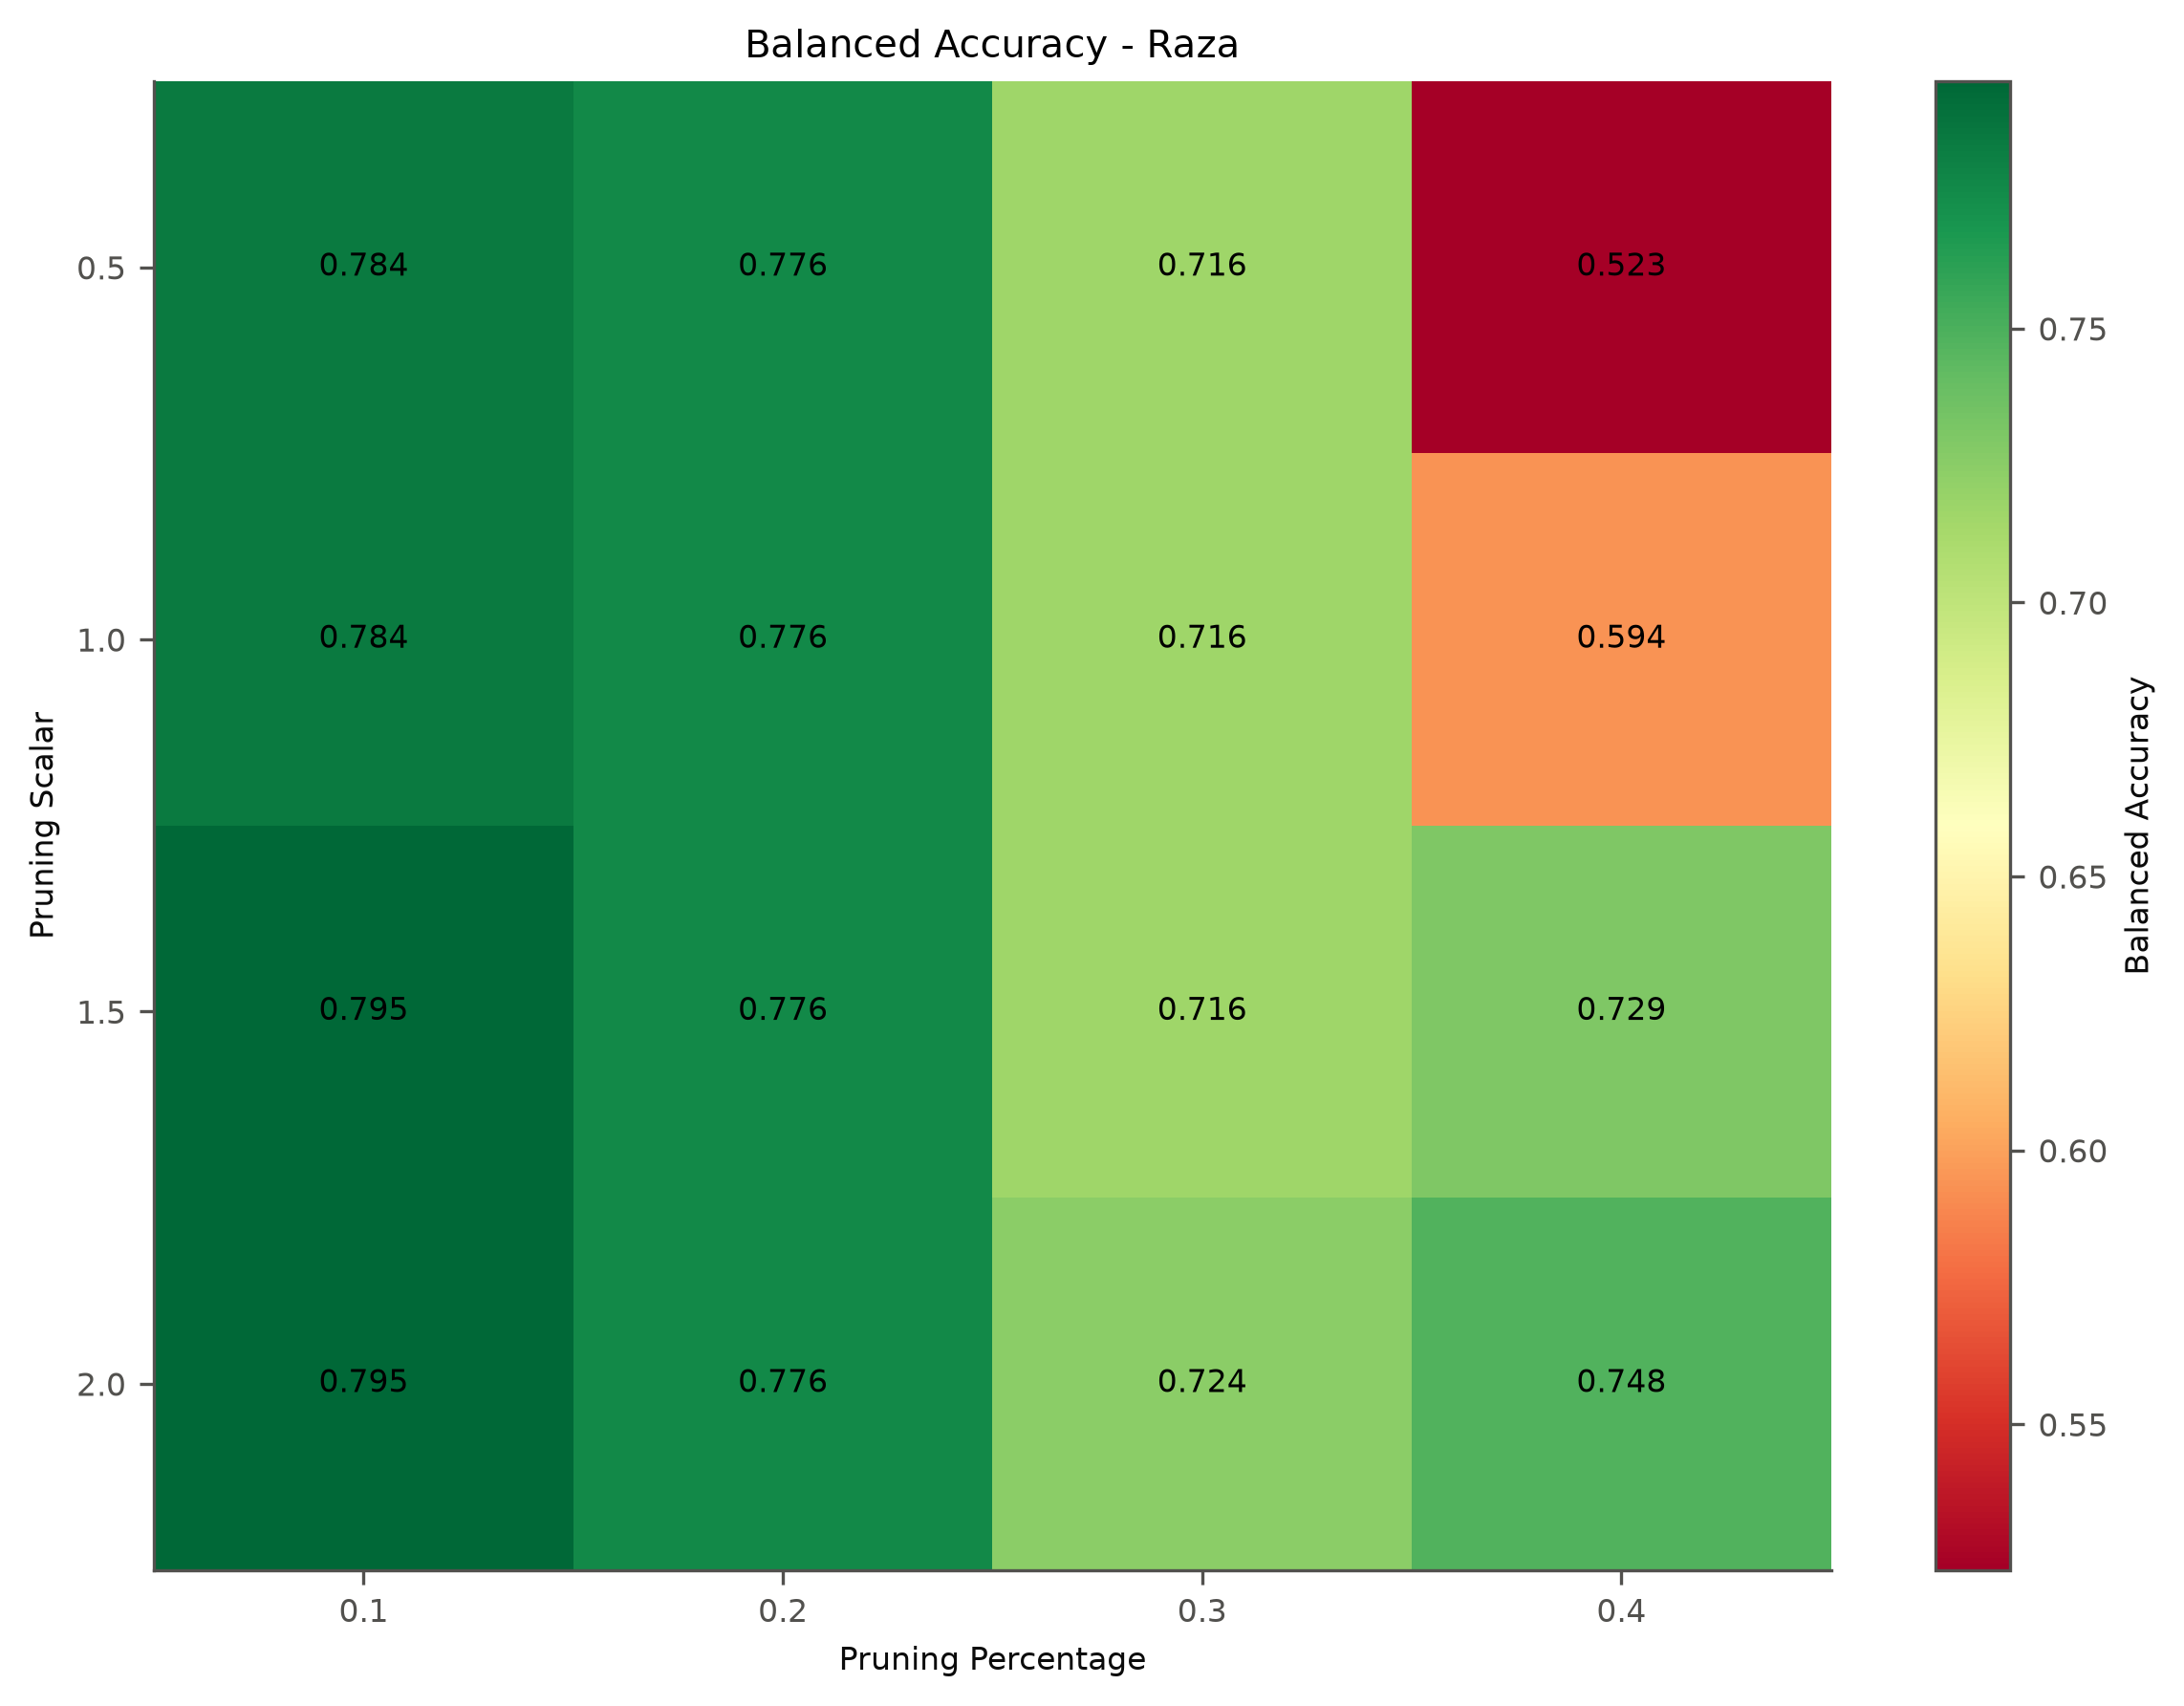 Balanced Accuracy - Raza
0.5 0.784 0.776 0.716 0.523
1.0 0.784 0.776 0.716 0.594
1.5 0.795 0.776 0.716 0.729
2.0 0.795 0.776 0.724 0.748
0.1 0.2 0.3 0.4
Pruning Percentage
Pruning Scalar
0.75
0.70
0.65
0.60
0.55
Balanced Accuracy